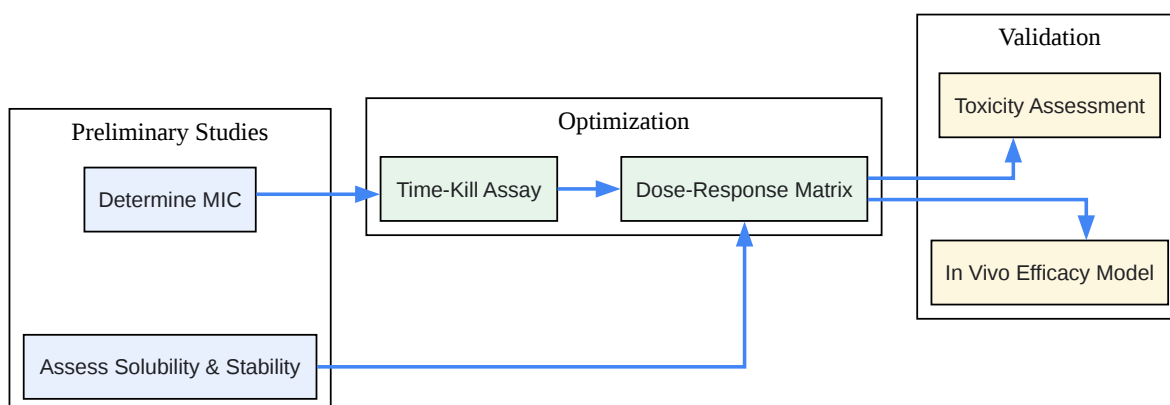 Preliminary Studies
Determine MIC
Assess Solubility & Stability
Optimization
Time-Kill Assay
Dose-Response Matrix
Validation
Toxicity Assessment
In Vivo Efficacy Model